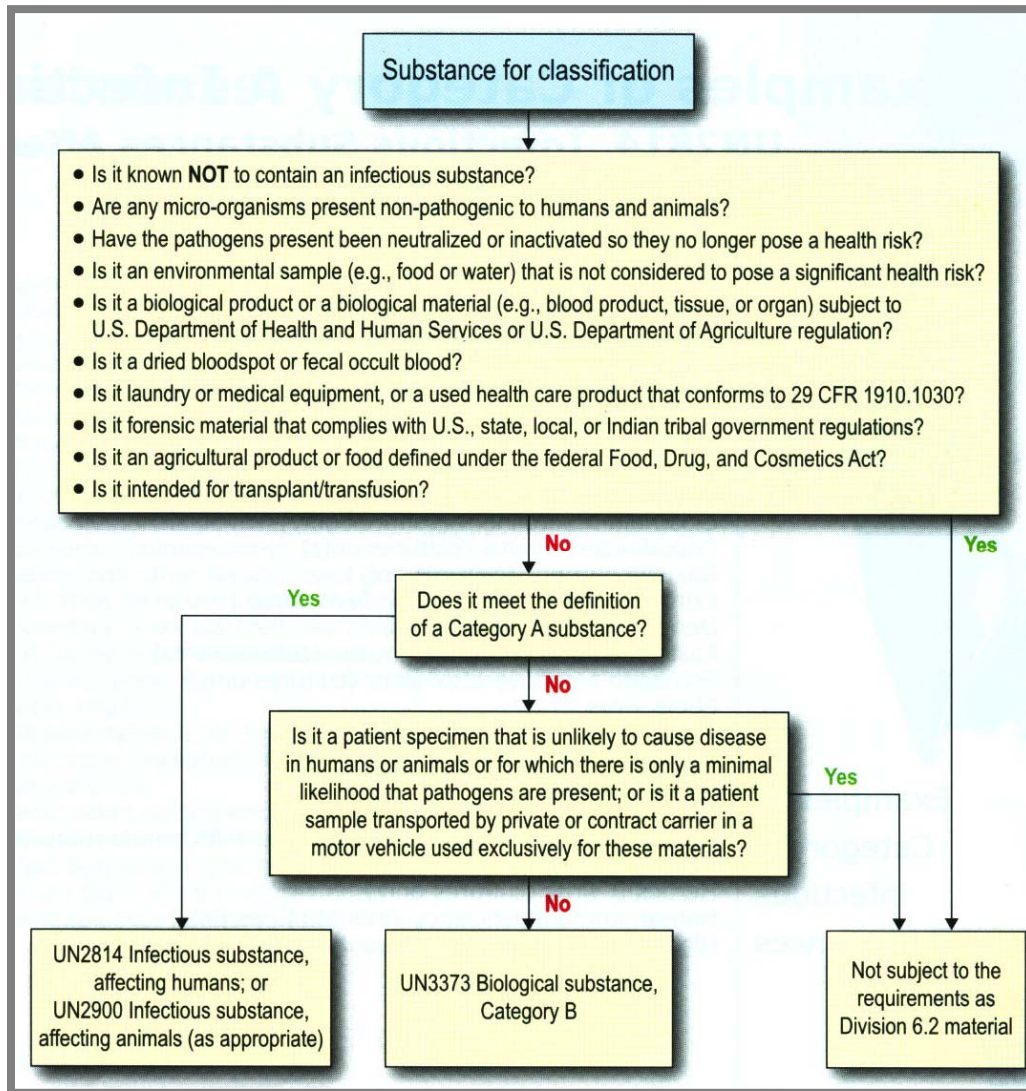 Substance for classification
• Is it known NOT to contain an infectious substance?
• Are any micro-organisms present non-pathogenic to humans and animals?
• Have the pathogens present been neutralized or inactivated so they no longer pose a health risk?
• Is it an environmental sample (e.g., food or water) that is not considered to pose a significant health risk?
• Is it a biological product or a biological material (e.g., blood product, tissue, or organ) subject to
U.S. Department of Health and Human Services or U.S. Department of Agriculture regulation?
• Is it a dried bloodspot or fecal occult blood?
• Is it laundry or medical equipment, or a used health care product that conforms to 29 CFR 1910.1030?
• Is it forensic material that complies with U.S., state, local, or Indian tribal government regulations?
• Is it an agricultural product or food defined under the federal Food, Drug, and Cosmetics Act?
• Is it intended for transplant/transfusion?
No
Yes
Yes
Does it meet the definition
of a Category A substance?
No
Is it a patient specimen that is unlikely to cause disease
in humans or animals or for which there is only a minimal
likelihood that pathogens are present; or is it a patient
sample transported by private or contract carrier in a
motor vehicle used exclusively for these materials?
Yes
No
UN2814 Infectious substance,
affecting humans; or
UN2900 Infectious substance,
affecting animals (as appropriate)
UN3373 Biological substance,
Category B
Not subject to the
requirements as
Division 6.2 material